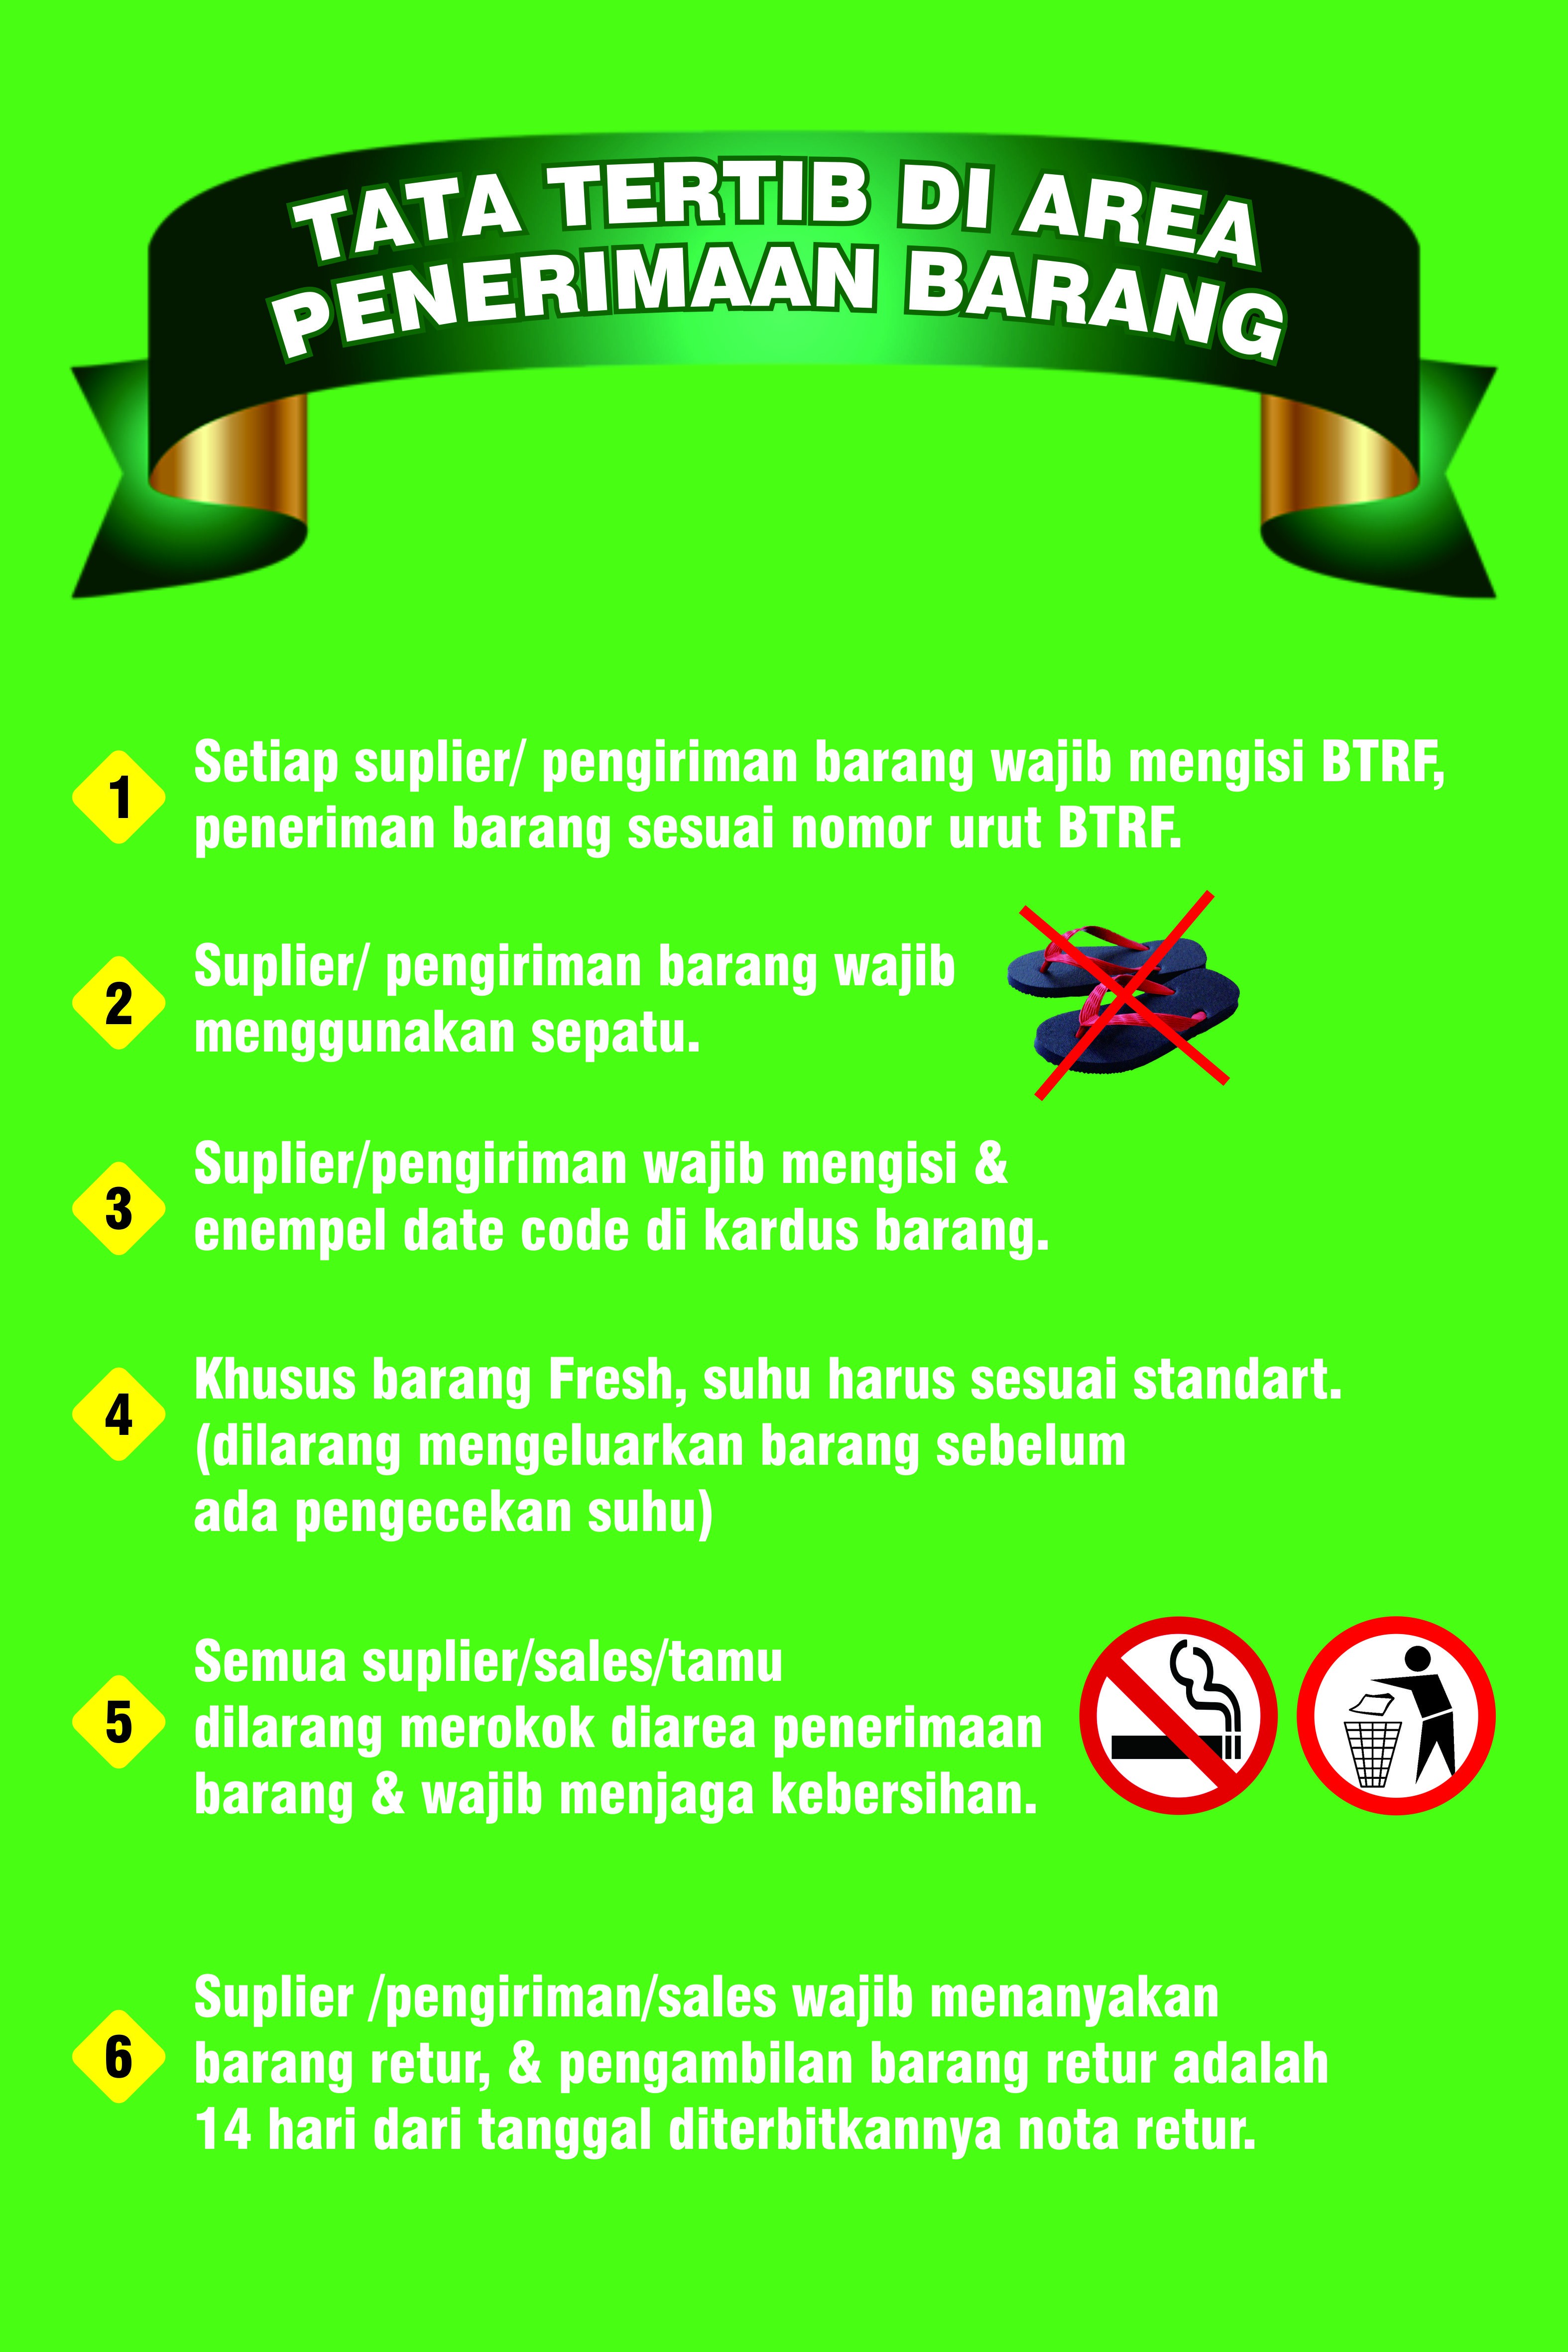 TATA TERTIB DI AREA
PENERIMAAN BARANG
1
Setiap suplier/ pengiriman barang wajib mengisi BTRF,
peneriman barang sesuai nomor urut BTRF.
2
Suplier/ pengiriman barang wajib
menggunakan sepatu.
3
Suplier/pengiriman wajib mengisi &
enempel date code di kardus barang.
4
Khusus barang Fresh, suhu harus sesuai standart.
(dilarang mengeluarkan barang sebelum
ada pengecekan suhu)
5
Semua suplier/sales/tamu
dilarang merokok diarea penerimaan
barang & wajib menjaga kebersihan.
6
Suplier /pengiriman/sales wajib menanyakan
barang retur, & pengambilan barang retur adalah
14 hari dari tanggal diterbitkannya nota retur.